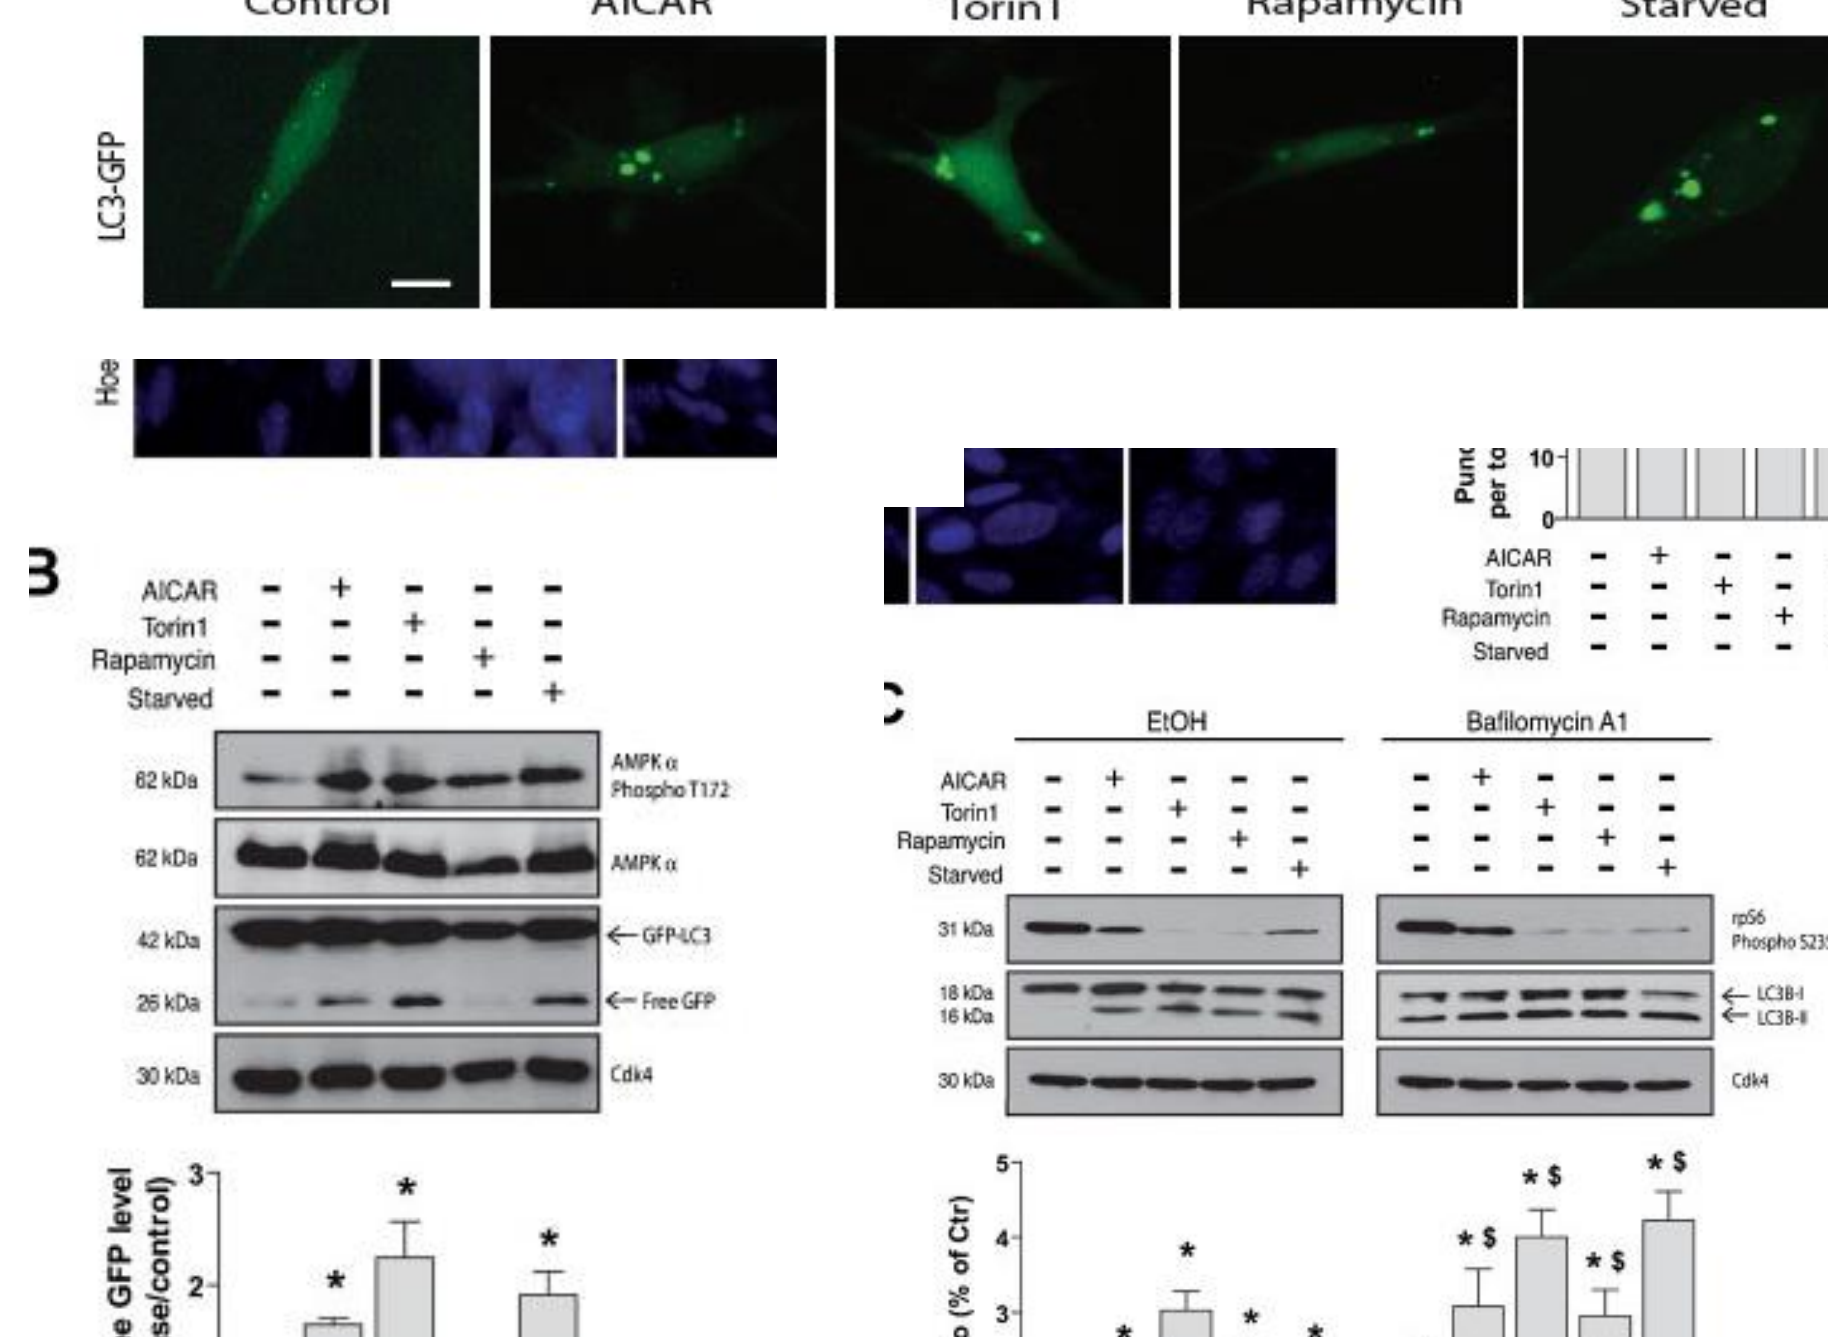 Control AICAR Torin1 Rapamycin Starved
LC3-GFP
Hoe
10
0
Punc
per to
AICAR - + - -
Torin1 - - + -
Rapamycin - - - +
Starved - - - -
B
AICAR - + - - -
Torin1 - - + - -
Rapamycin - - - + -
Starved - - - - +
62 kDa AMPK α
Phospho T172
62 kDa AMPK α
42 kDa ← GFP-LC3
26 kDa ← Free GFP
30 kDa Cdk4
3
2
GFP level
* * *
C
EtOH Bafilomycin A1
AICAR - + - - - - + - - -
Torin1 - - + - - - - + - -
Rapamycin - - - + - - - - + -
Starved - - - - + - - - - +
31 kDa rpS6
Phospho S235
18 kDa ← LC3B-I
16 kDa ← LC3B-II
30 kDa Cdk4
5
4
3
(% of Ctr)
* * * *
* $ * $ * $ * $